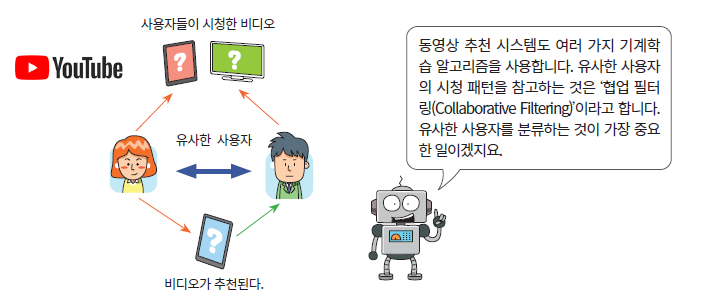 사용자들이 시청한 비디오
YouTube
?
?
유사한 사용자
?
비디오가 추천된다.
동영상 추천 시스템도 여러 가지 기계학
습 알고리즘을 사용합니다. 유사한 사용자
의 시청 패턴을 참고하는 것은 ‘협업 필터
링(Collaborative Filtering)’이라고 합니다.
유사한 사용자를 분류하는 것이 가장 중요
한 일이겠지요.